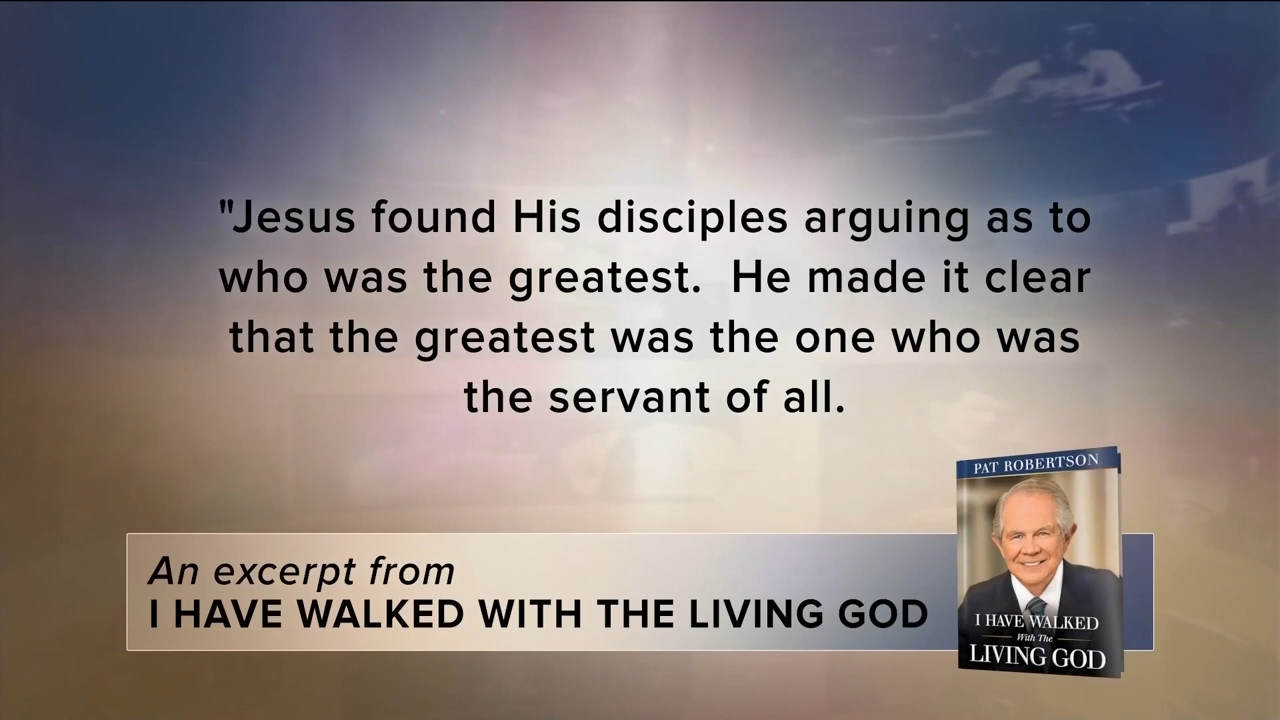 "Jesus found His disciples arguing as to
who was the greatest.  He made it clear
that the greatest was the one who was
the servant of all.
An excerpt from
I HAVE WALKED WITH THE LIVING GOD
PAT ROBERTSON
I HAVE WALKED
With The
LIVING GOD